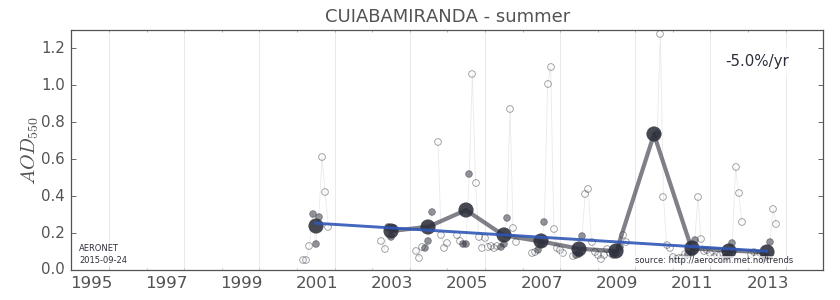 CUIABAMIRANDA - summer
1.2
1.0
0.8
0.6
0.4
0.2
0.0
AOD550
-5.0%/yr
AERONET
2015-09-24
source: http://aerocom.met.no/trends
1995 1997 1999 2001 2003 2005 2007 2009 2011 2013